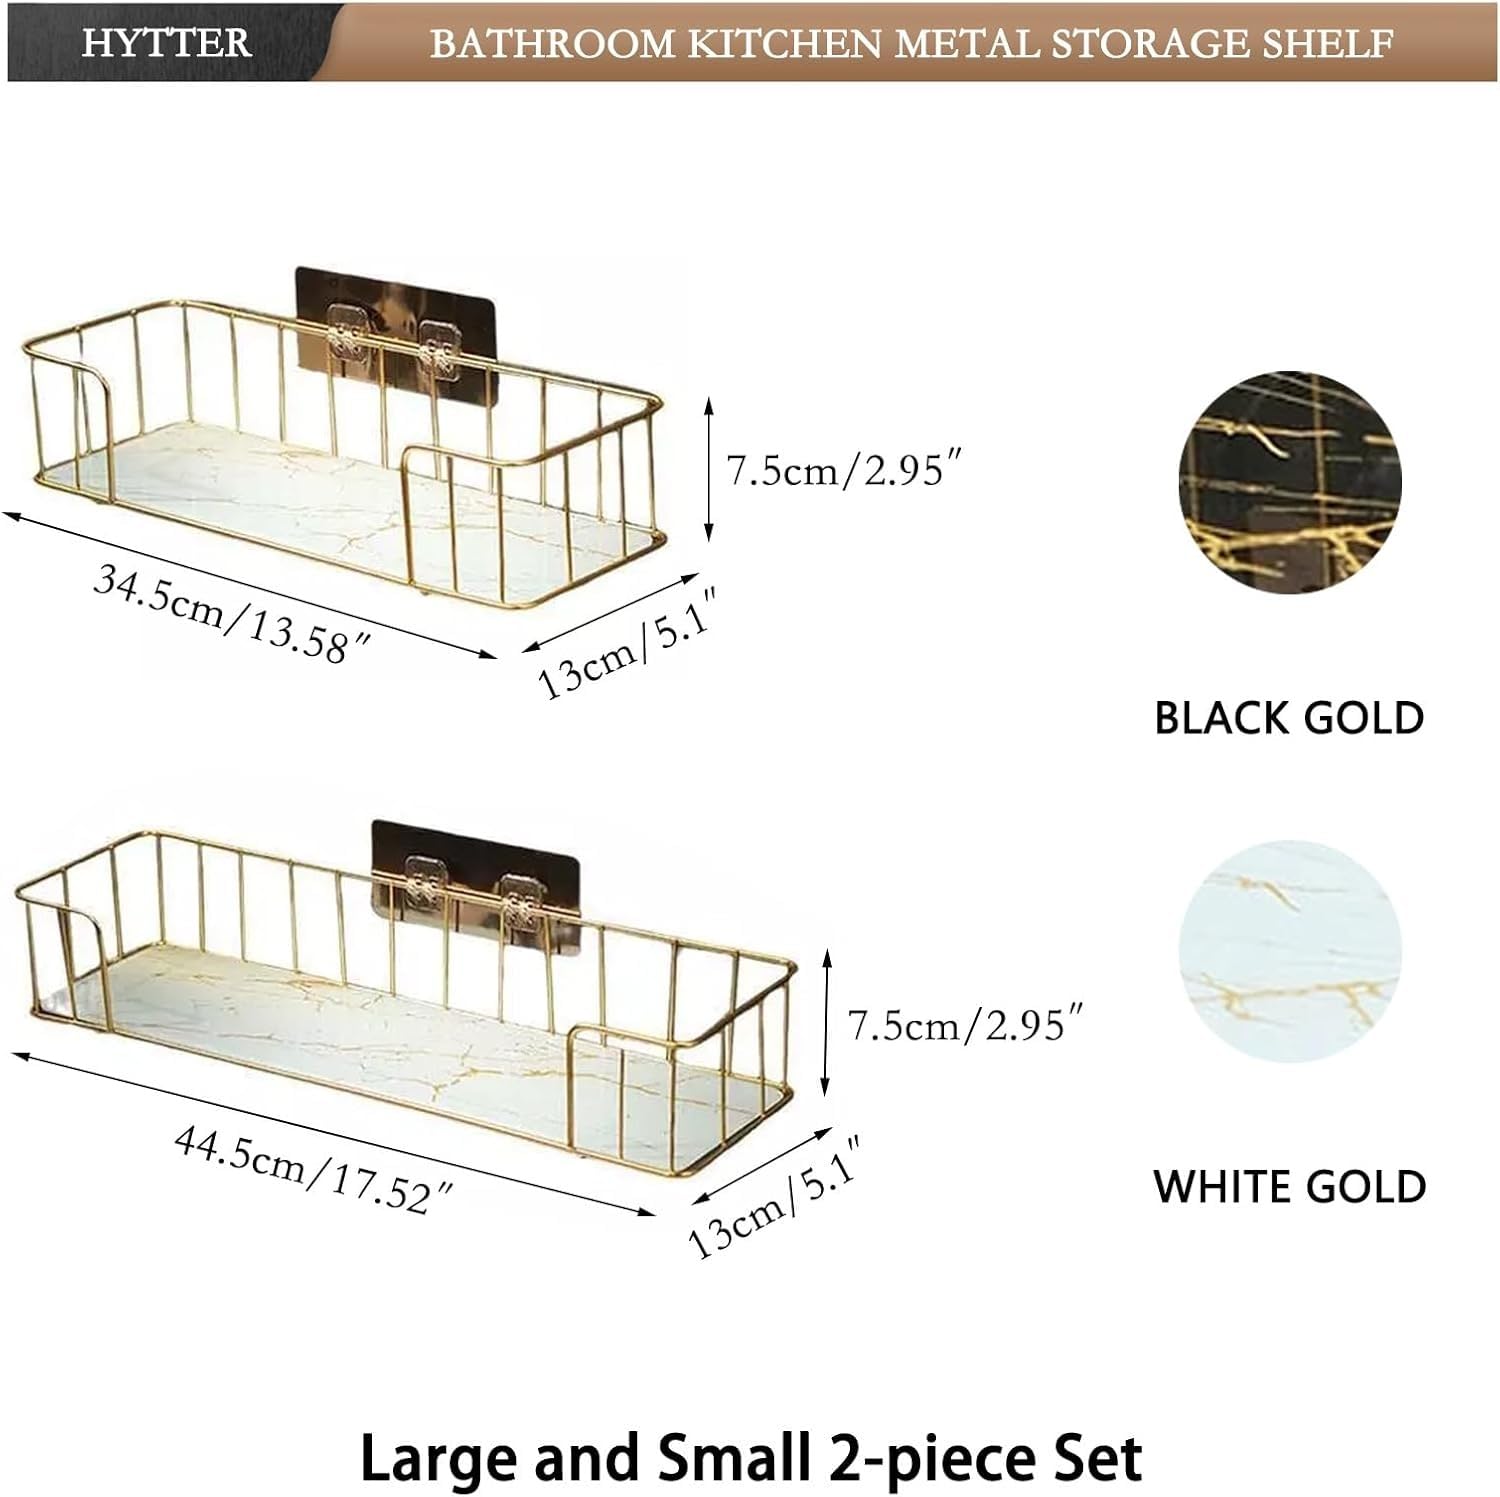 HYTTER
BATHROOM KITCHEN METAL STORAGE SHELF
7.5cm/2.95″
34.5cm/13.58″
13cm/5.1″
BLACK GOLD
7.5cm/2.95″
44.5cm/17.52″
13cm/5.1″
WHITE GOLD
Large and Small 2-piece Set